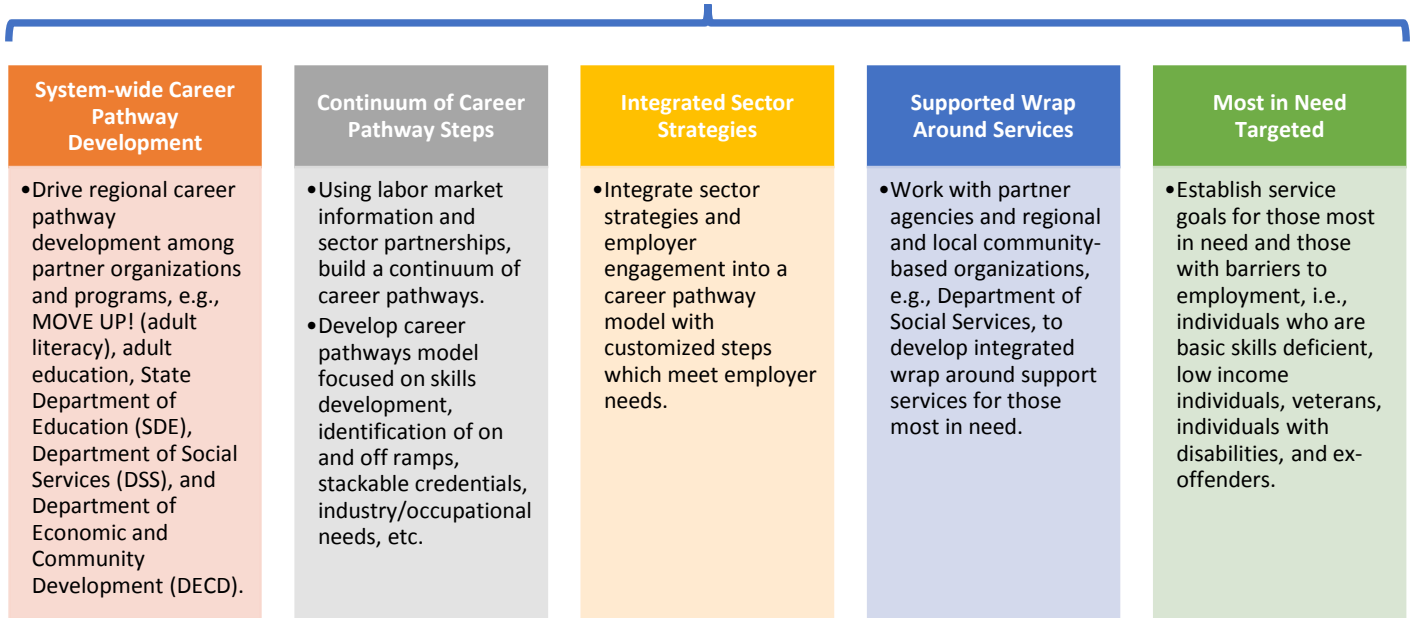 System-wide Career
Pathway
Development
•Drive regional career
pathway
development among
partner organizations
and programs, e.g.,
MOVE UP! (adult
literacy), adult
education, State
Department of
Education (SDE),
Department of Social
Services (DSS), and
Department of
Economic and
Community
Development (DECD).
Continuum of Career
Pathway Steps
•Using labor market
information and
sector partnerships,
build a continuum of
career pathways.
•Develop career
pathways model
focused on skills
development,
identification of on
and off ramps,
stackable credentials,
industry/occupational
needs, etc.
Integrated Sector
Strategies
•Integrate sector
strategies and
employer
engagement into a
career pathway
model with
customized steps
which meet employer
needs.
Supported Wrap
Around Services
•Work with partner
agencies and regional
and local community-
based organizations,
e.g., Department of
Social Services, to
develop integrated
wrap around support
services for those
most in need.
Most in Need
Targeted
•Establish service
goals for those most
in need and those
with barriers to
employment, i.e.,
individuals who are
basic skills deficient,
low income
individuals, veterans,
individuals with
disabilities, and ex-
offenders.